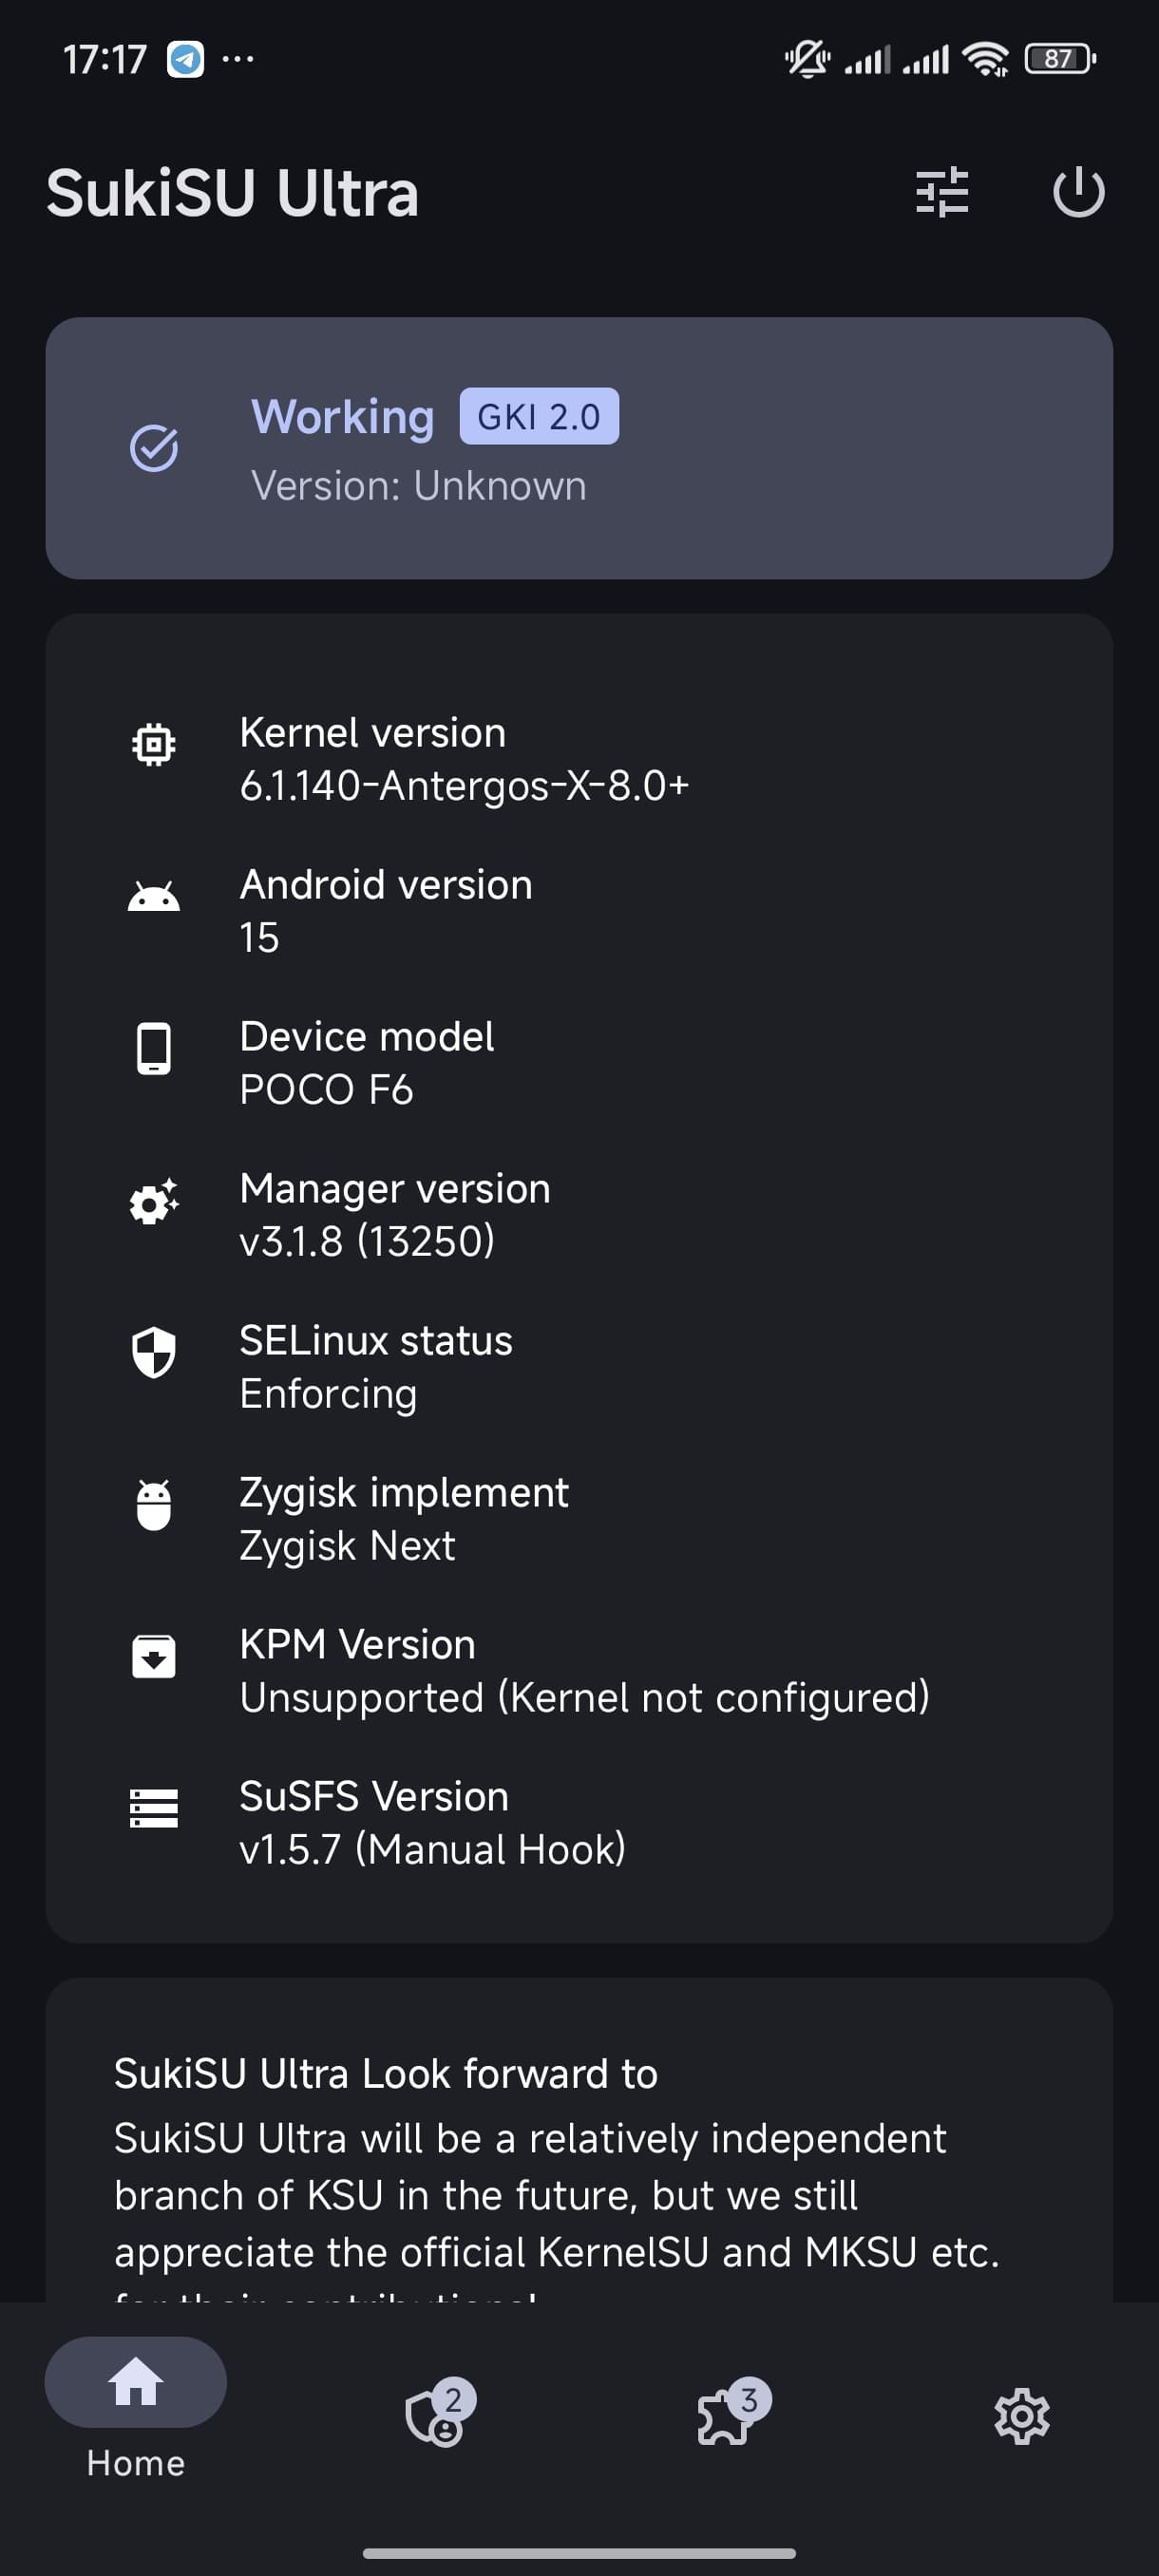 17:17 ...
87
SukiSU Ultra
Working GKI 2.0
Version: Unknown
Kernel version
6.1.140-Antergos-X-8.0+
Android version
15
Device model
POCO F6
Manager version
v3.1.8 (13250)
SELinux status
Enforcing
Zygisk implement
Zygisk Next
KPM Version
Unsupported (Kernel not configured)
SuSFS Version
v1.5.7 (Manual Hook)
SukiSU Ultra Look forward to
SukiSU Ultra will be a relatively independent
branch of KSU in the future, but we still
appreciate the official KernelSU and MKSU etc.
for their contributions!
2
3
Home